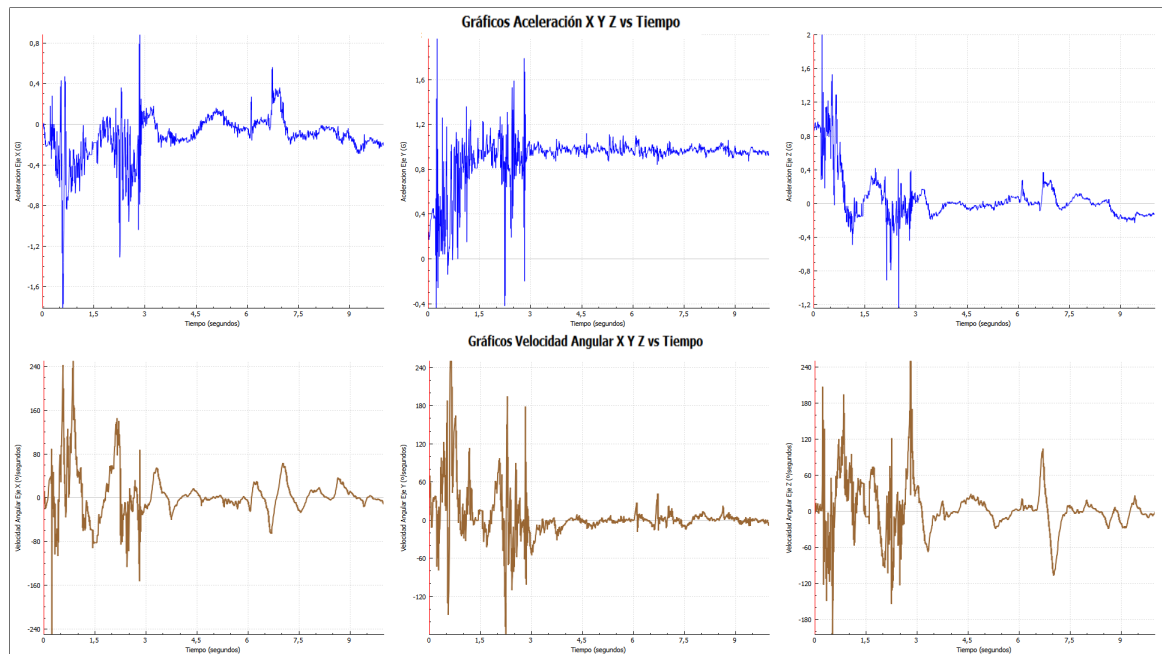 Gráficos Aceleración X Y Z vs Tiempo
Aceleracion Eje X (G)
0,8
0,4
0
-0,4
-0,8
-1,2
-1,6
0 1,5 3 4,5 6 7,5 9
Tiempo (segundos)
Aceleracion Eje Y (G)
1,6
1,2
0,8
0,4
0
-0,4
0 1,5 3 4,5 6 7,5 9
Tiempo (segundos)
Aceleracion Eje Z (G)
2
1,6
1,2
0,8
0,4
0
-0,4
-0,8
-1,2
0 1,5 3 4,5 6 7,5 9
Tiempo (segundos)
Gráficos Velocidad Angular X Y Z vs Tiempo
Velocidad Angular Eje X (º)/segundos)
240
160
80
0
-80
-160
-240
0 1,5 3 4,5 6 7,5 9
Tiempo (segundos)
Velocidad Angular Eje Y (º)/segundos)
240
180
120
60
0
-60
-120
0 1,5 3 4,5 6 7,5 9
Tiempo (segundos)
Velocidad Angular Eje Z (º)/segundos)
240
180
120
60
0
-60
-120
-180
0 1,5 3 4,5 6 7,5 9
Tiempo (segundos)